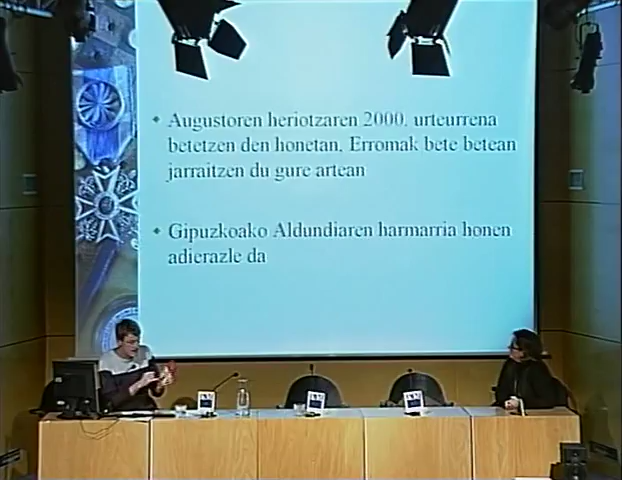 Augustoren heriotzaren 2000. urteurrena
betetzen den honetan, Erromak bete betean
jarraitzen du gure artean
Gipuzkoako Aldundiaren harmarria honen
adierazle da